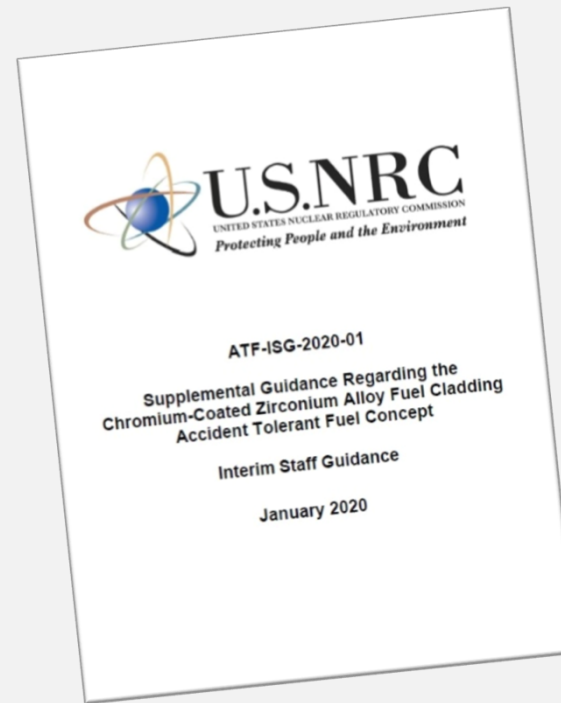 U.S.NRC
UNITED STATES NUCLEAR REGULATORY COMMISSION
Protecting People and the Environment
ATF-ISG-2020-01
Supplemental Guidance Regarding the
Chromium-Coated Zirconium Alloy Fuel Cladding
Accident Tolerant Fuel Concept
Interim Staff Guidance
January 2020